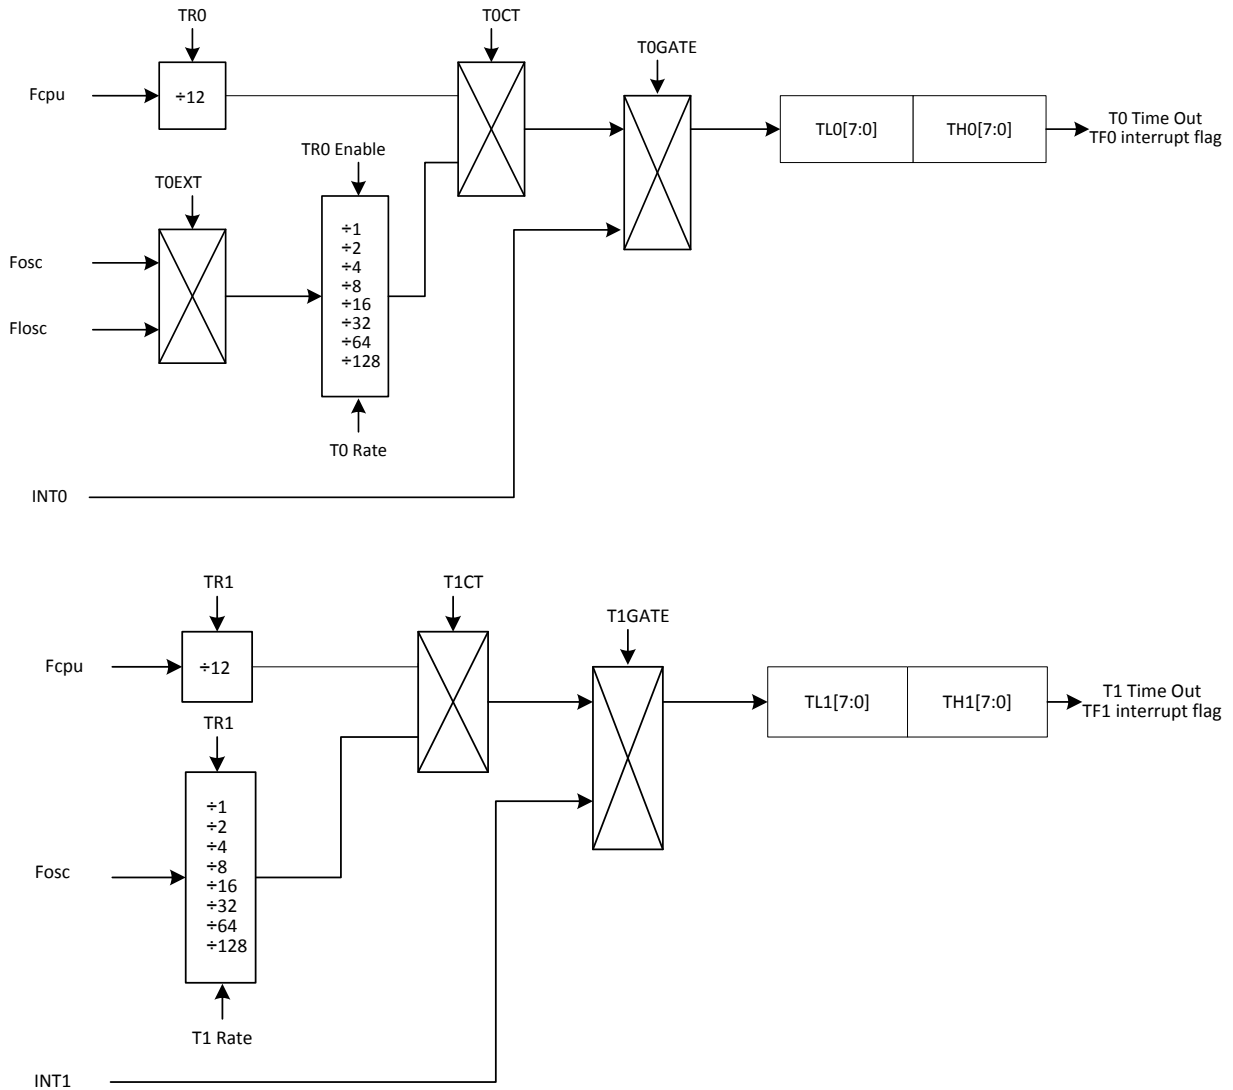 TR0
T0CT
T0GATE
Fcpu
÷12
TL0[7:0]
TH0[7:0]
T0 Time Out
TF0 interrupt flag
TR0 Enable
T0EXT
÷1
÷2
÷4
÷8
÷16
÷32
÷64
÷128
Fosc
Flosc
T0 Rate
INT0
TR1
T1CT
T1GATE
Fcpu
÷12
TL1[7:0]
TH1[7:0]
T1 Time Out
TF1 interrupt flag
TR1
÷1
÷2
÷4
÷8
÷16
÷32
÷64
÷128
Fosc
T1 Rate
INT1